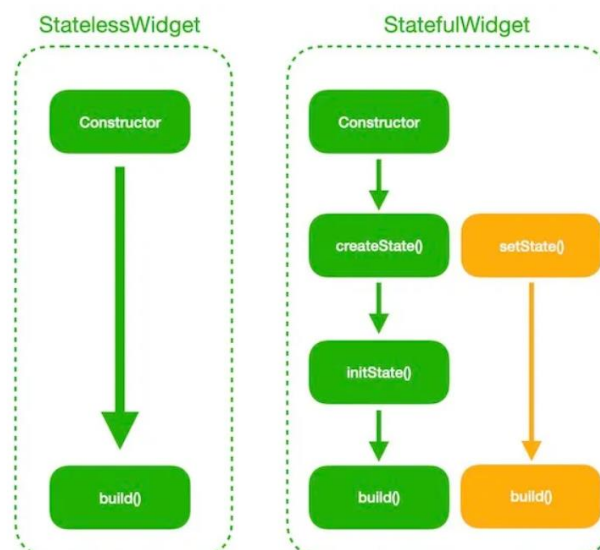 StatelessWidget
Constructor
build()
StatefulWidget
Constructor
createState()
initState()
build()
setState()
build()